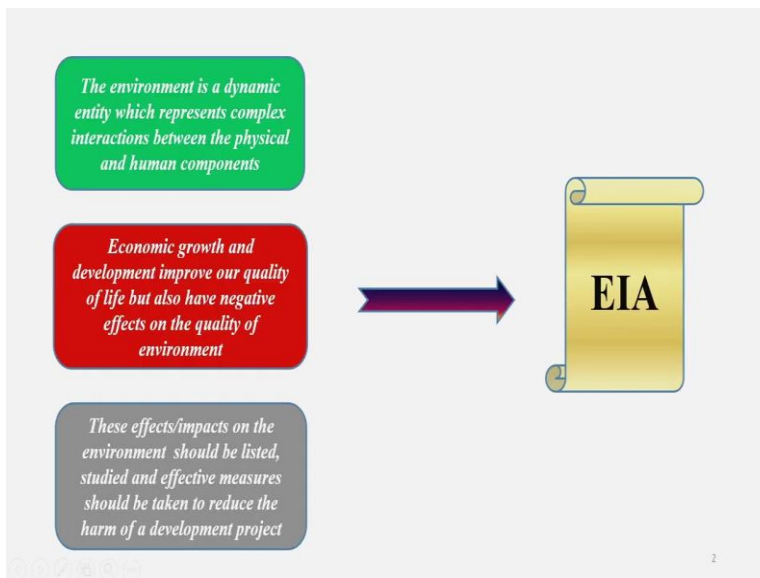 The environment is a dynamic
entity which represents complex
interactions between the physical
and human components
Economic growth and
development improve our quality
of life but also have negative
effects on the quality of
environment
These effects/impacts on the
environment should be listed,
studied and effective measures
should be taken to reduce the
harm of a development project
EIA
2